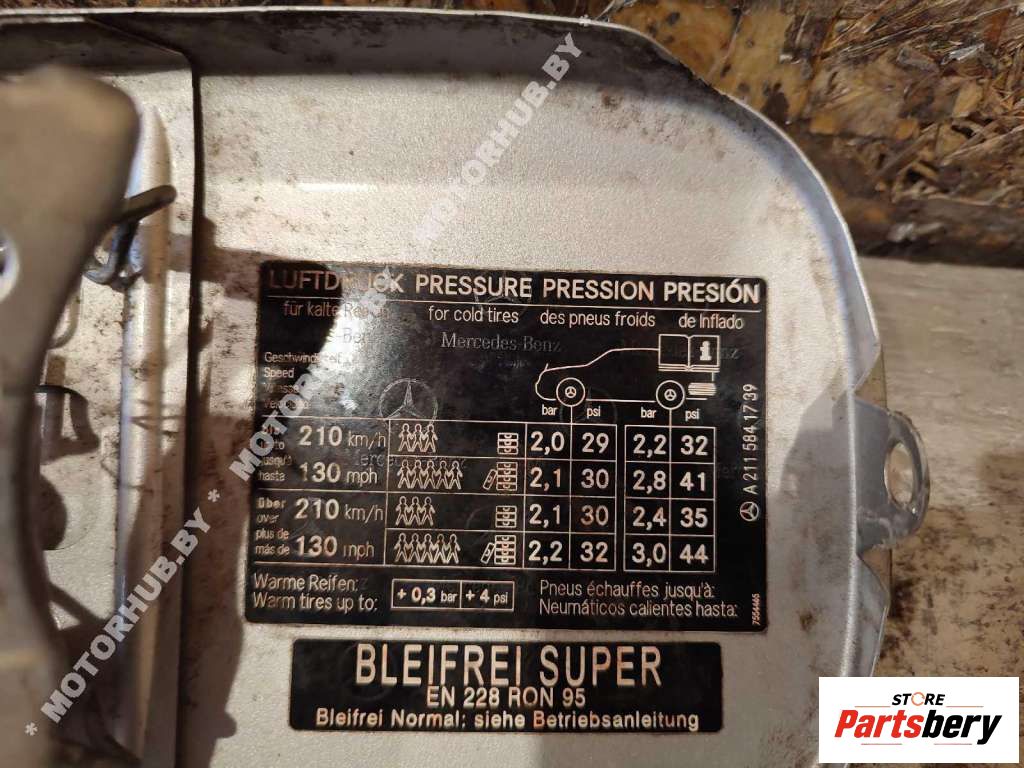 LUFTDRUCK PRESSURE PRESSION PRESIÓN
für kalte for cold tires des pneus froids de Inflado
Mercedes-Benz
i
Speed
bar psi bar psi
210 km/h 2,0 29 2,2 32
hasta 130 mph 2,1 30 2,8 41
über over 210 km/h 2,1 30 2,4 35
plus de más de 130 mph 2,2 32 3,0 44
Warme Reifen: Pneus échauffes jusqu'à:
Warm tires up to: + 0,3 bar + 4 psi Neumáticos calientes hasta:
A 211 584 17 39
BLEIFREI SUPER
EN 228 RON 95
Bleifrei Normal: siehe Betriebsanleitung
* MOTORHUB.BY * MOTORHUB.BY *
MOTORHUB.BY *
STORE
Partsbery